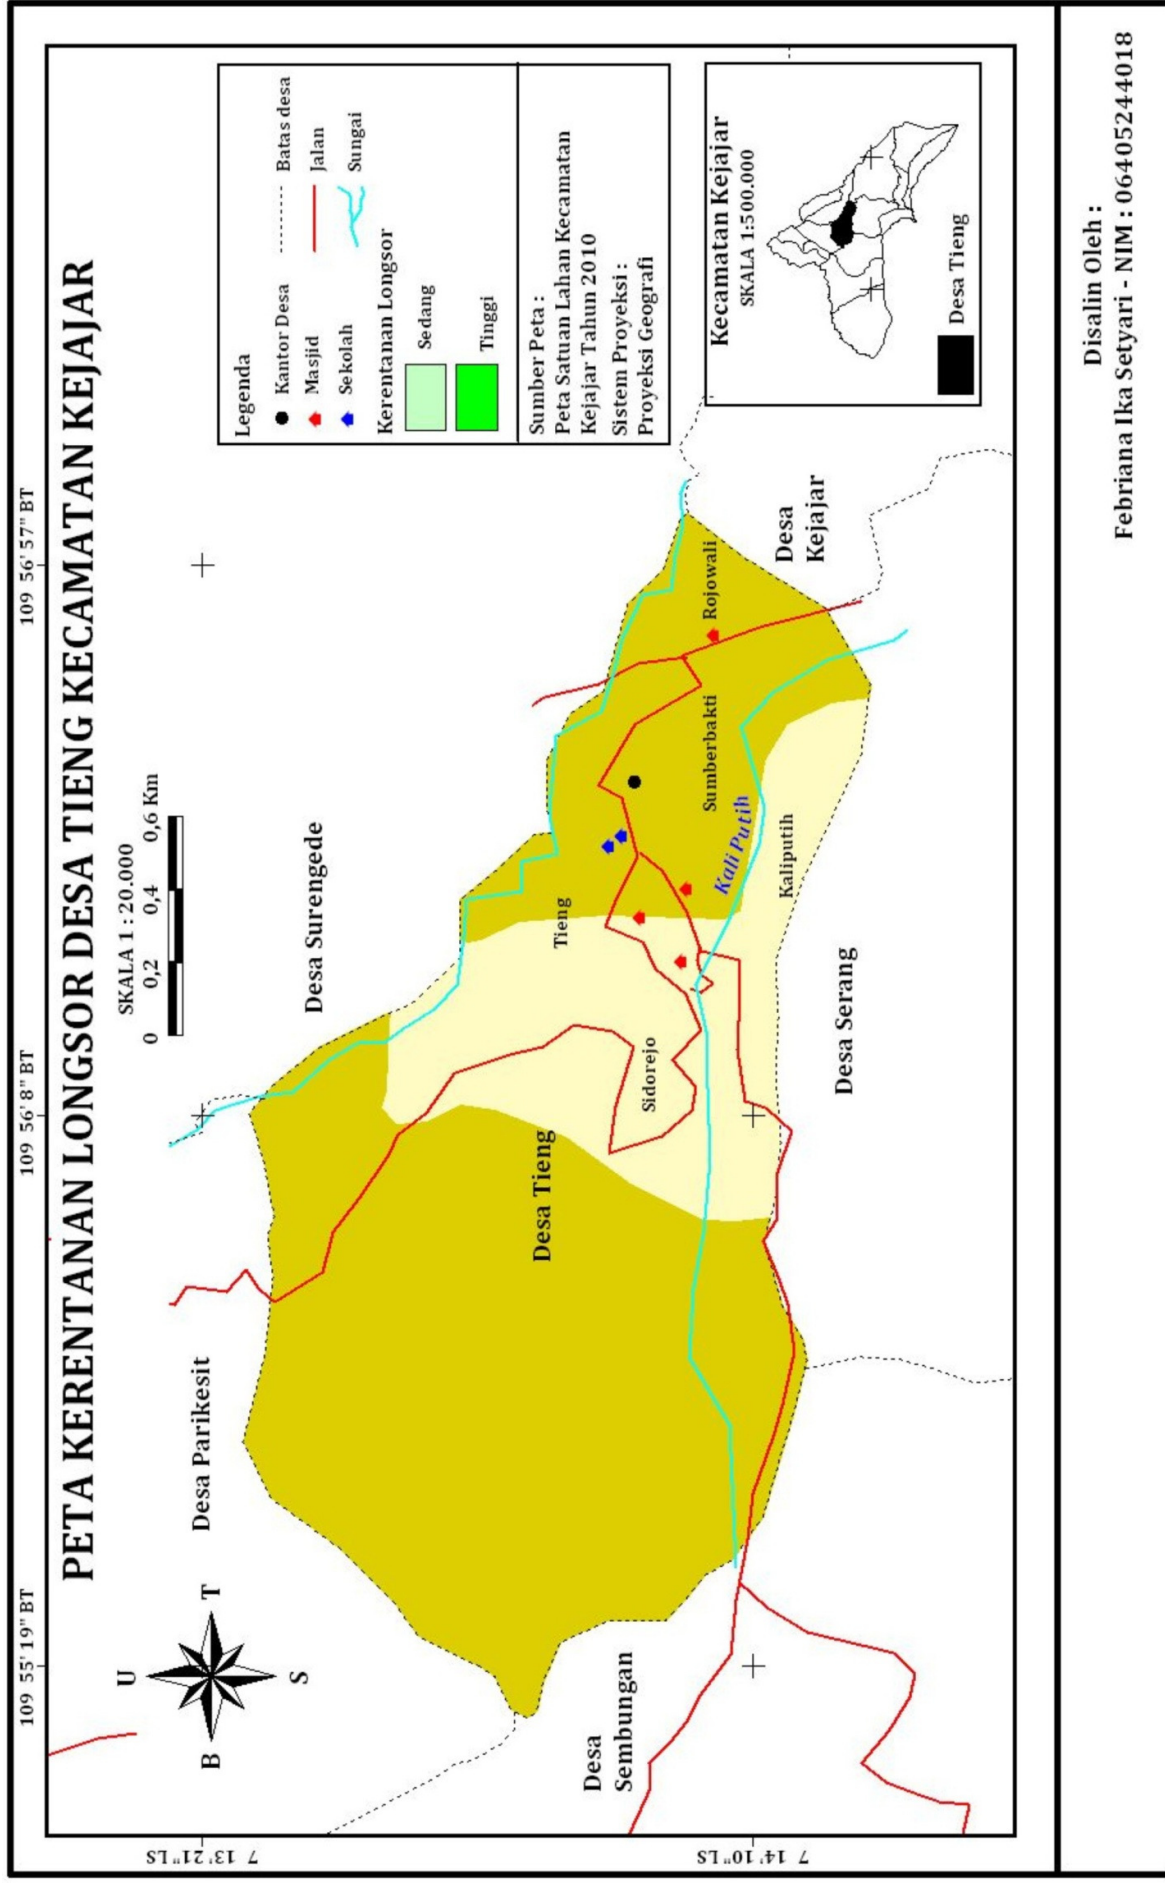 PETA KERENTANAN LONGSOR DESA TIENG KECAMATAN KEJAJAR
SKALA 1 : 20.000
0 0,2 0,4 0,6 Km
109 55' 19" BT
109 56' 8" BT
109 56' 57" BT
7 13' 21" LS
7 14' 10" LS
U
B
T
S
Desa Parikesit
Desa Surengede
Desa Tieng
Tieng
Sidorejo
Sumberbakti
Rojowali
Kali Putih
Kaliputih
Desa
Sembungan
Desa Serang
Desa
Kejajar
Legenda
Kantor Desa
Masjid
Sekolah
Batas desa
Jalan
Sungai
Kerentanan Longsor
Sedang
Tinggi
Sumber Peta :
Peta Satuan Lahan Kecamatan
Kejajar Tahun 2010
Sistem Proyeksi :
Proyeksi Geografi
Kecamatan Kejajar
SKALA 1:500.000
Desa Tieng
Disalin Oleh :
Febriana Ika Setyari - NIM : 06405244018